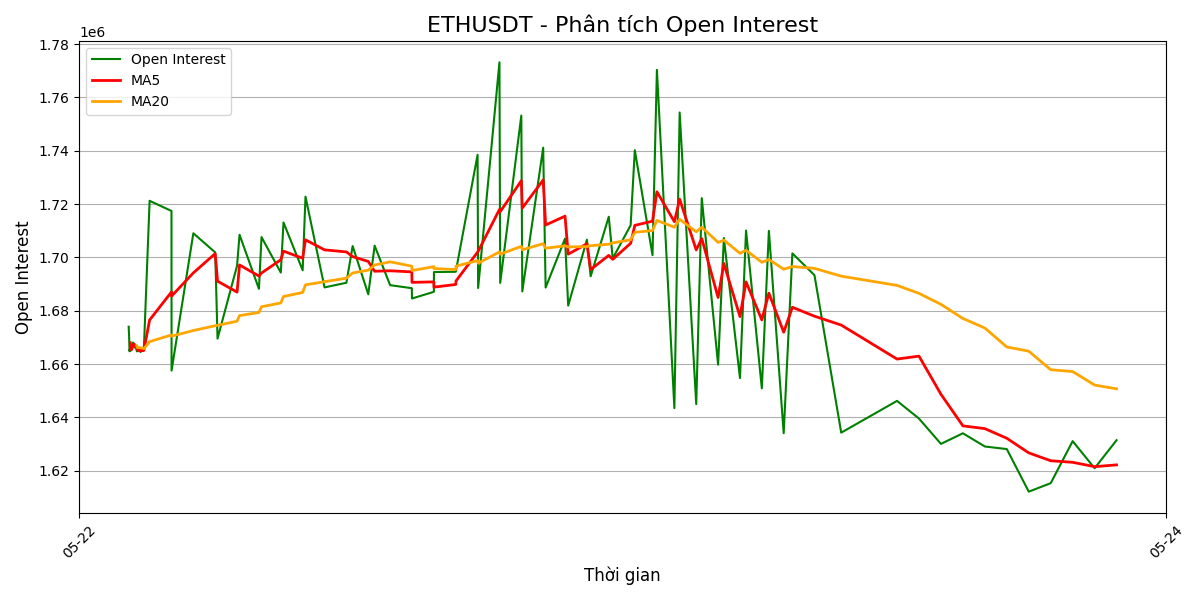 ETHUSDT - Phân tích Open Interest
1e6
Open Interest
MA5
MA20
1.78
1.76
1.74
1.72
1.70
1.68
1.66
1.64
1.62
Open Interest
05-22
05-24
Thời gian